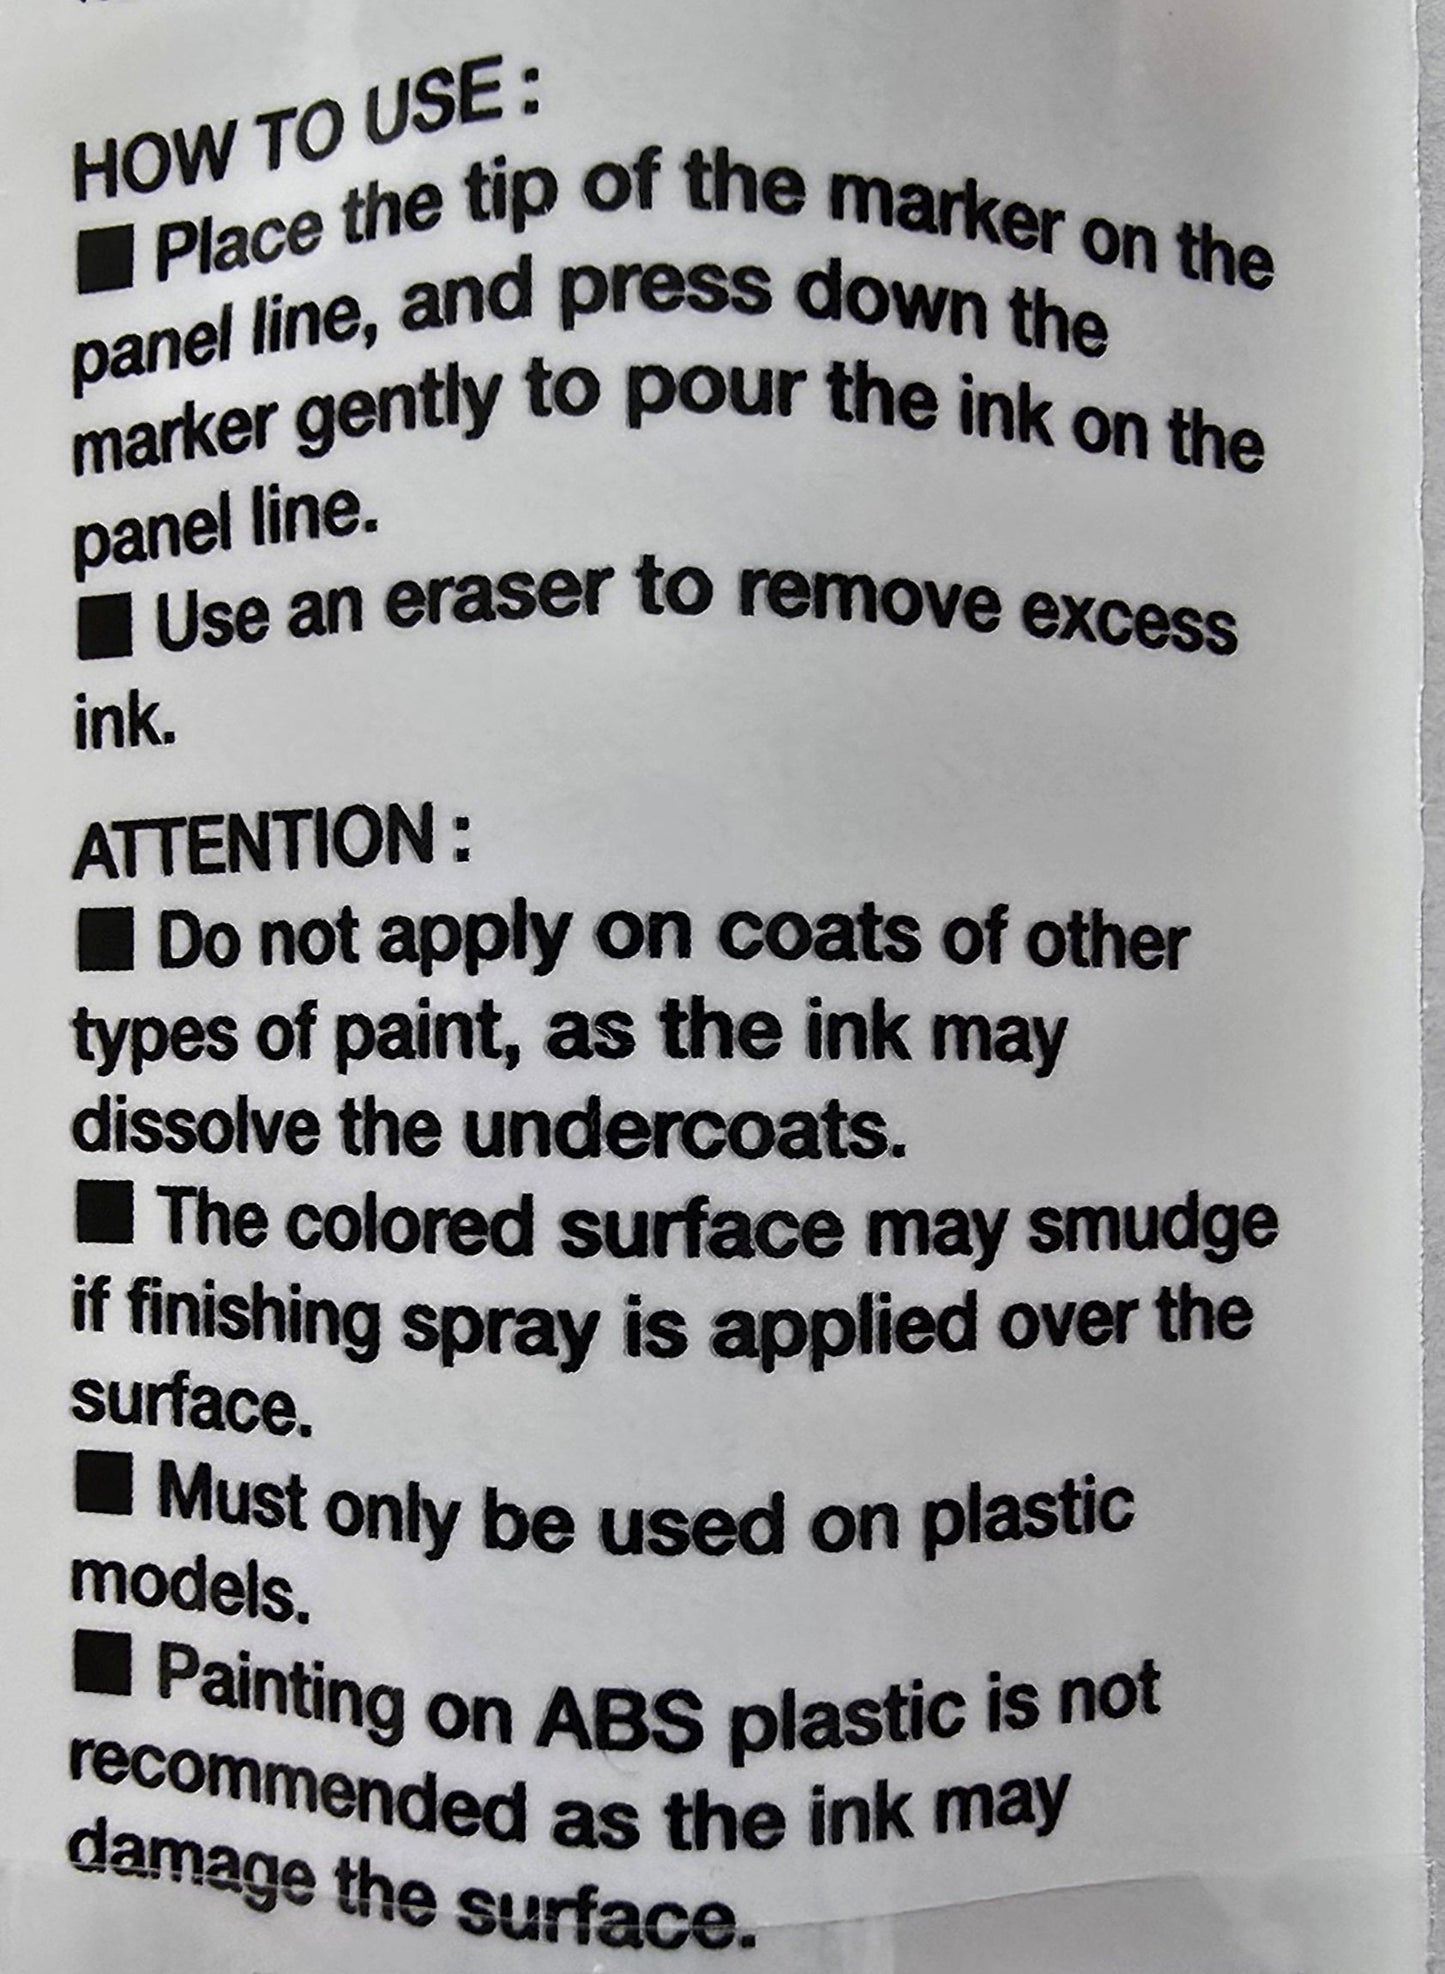 HOW TO USE :
■ Place the tip of the marker on the
panel line, and press down the
marker gently to pour the ink on the
panel line.
■ Use an eraser to remove excess
ink.
ATTENTION :
■ Do not apply on coats of other
types of paint, as the ink may
dissolve the undercoats.
■ The colored surface may smudge
if finishing spray is applied over the
surface.
■ Must only be used on plastic
models.
■ Painting on ABS plastic is not
recommended as the ink may
damage the surface.